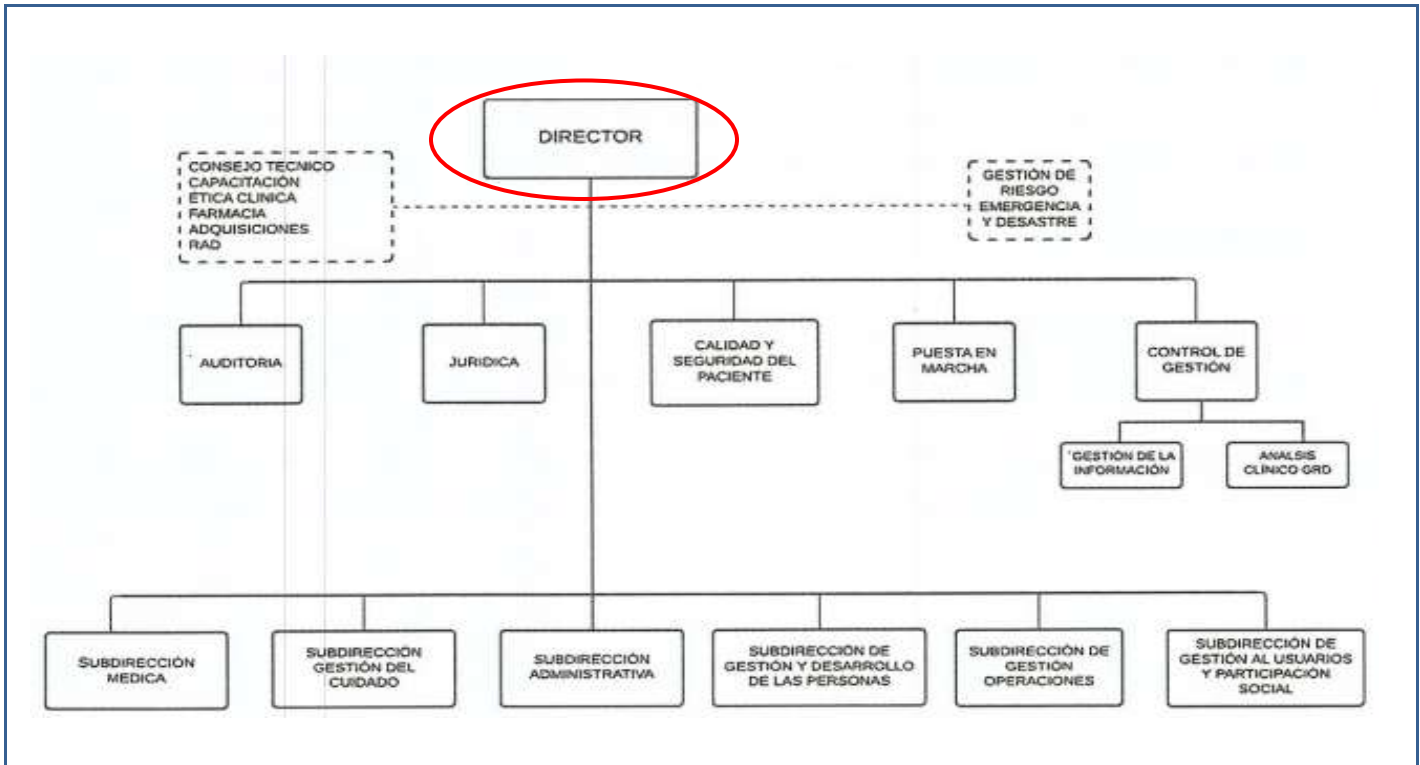 DIRECTOR
CONSEJO TECNICO
CAPACITACIÓN
ÉTICA CLINICA
FARMACIA
ADQUISICIONES
RAD
GESTIÓN DE
RIESGO
EMERGENCIA
Y DESASTRE
AUDITORIA
JURIDICA
CALIDAD Y
SEGURIDAD DEL
PACIENTE
PUESTA EN
MARCHA
CONTROL DE
GESTIÓN
GESTIÓN DE LA
INFORMACIÓN
ANALSIS
CLÍNICO GRD
SUBDIRECCIÓN
MEDICA
SUBDIRECCIÓN
GESTIÓN DEL
CUIDADO
SUBDIRECCIÓN
ADMINISTRATIVA
SUBDIRECCIÓN DE
GESTIÓN Y DESARROLLO
DE LAS PERSONAS
SUBDIRECCIÓN DE
GESTIÓN
OPERACIONES
SUBDIRECCIÓN DE
GESTIÓN AL USUARIOS
Y PARTICIPACIÓN
SOCIAL